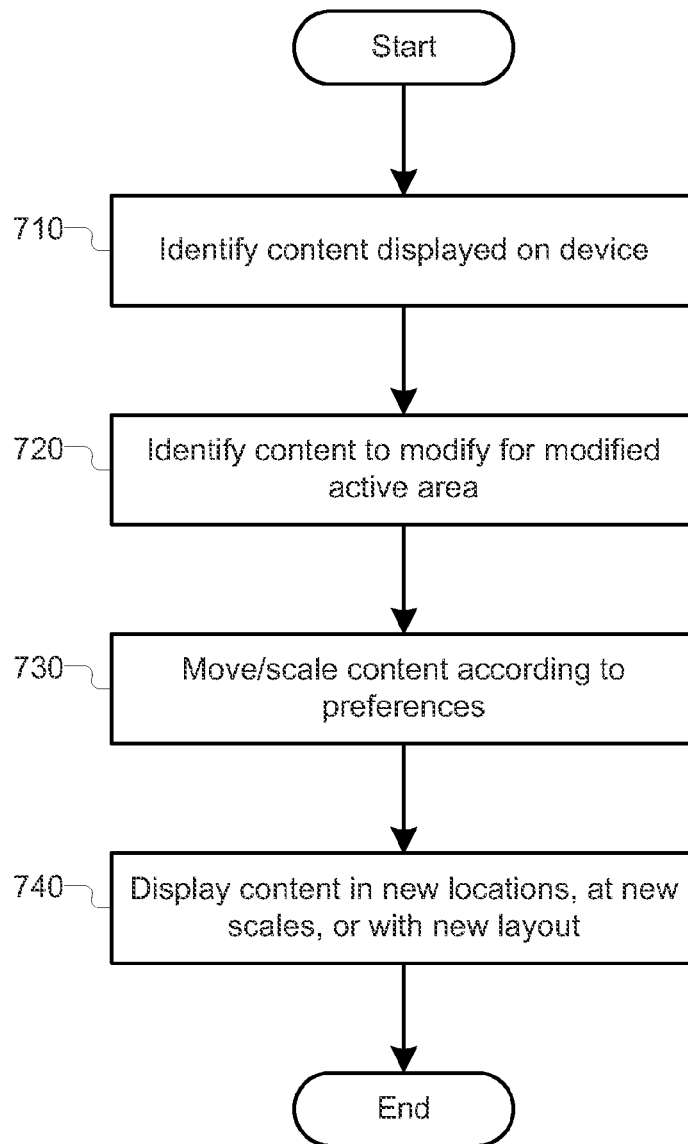 Start
710
Identify content displayed on device
720
Identify content to modify for modified
active area
730
Move/scale content according to
preferences
740
Display content in new locations, at new
scales, or with new layout
End